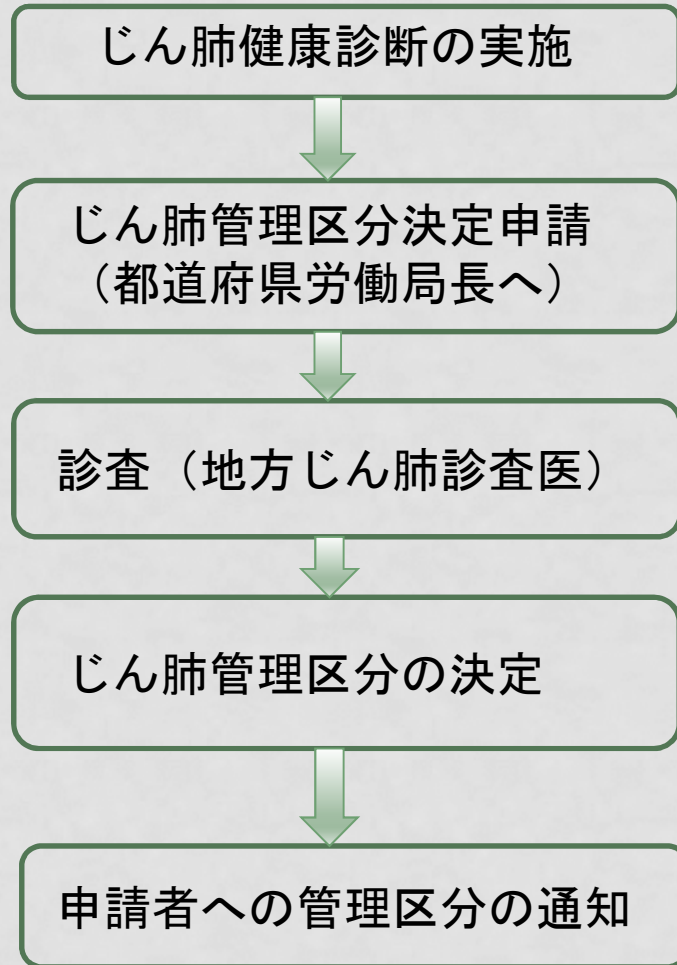 じん肺健康診断の実施
じん肺管理区分決定申請
（都道府県労働局長へ）
診査（地方じん肺診査医）
じん肺管理区分の決定
申請者への管理区分の通知